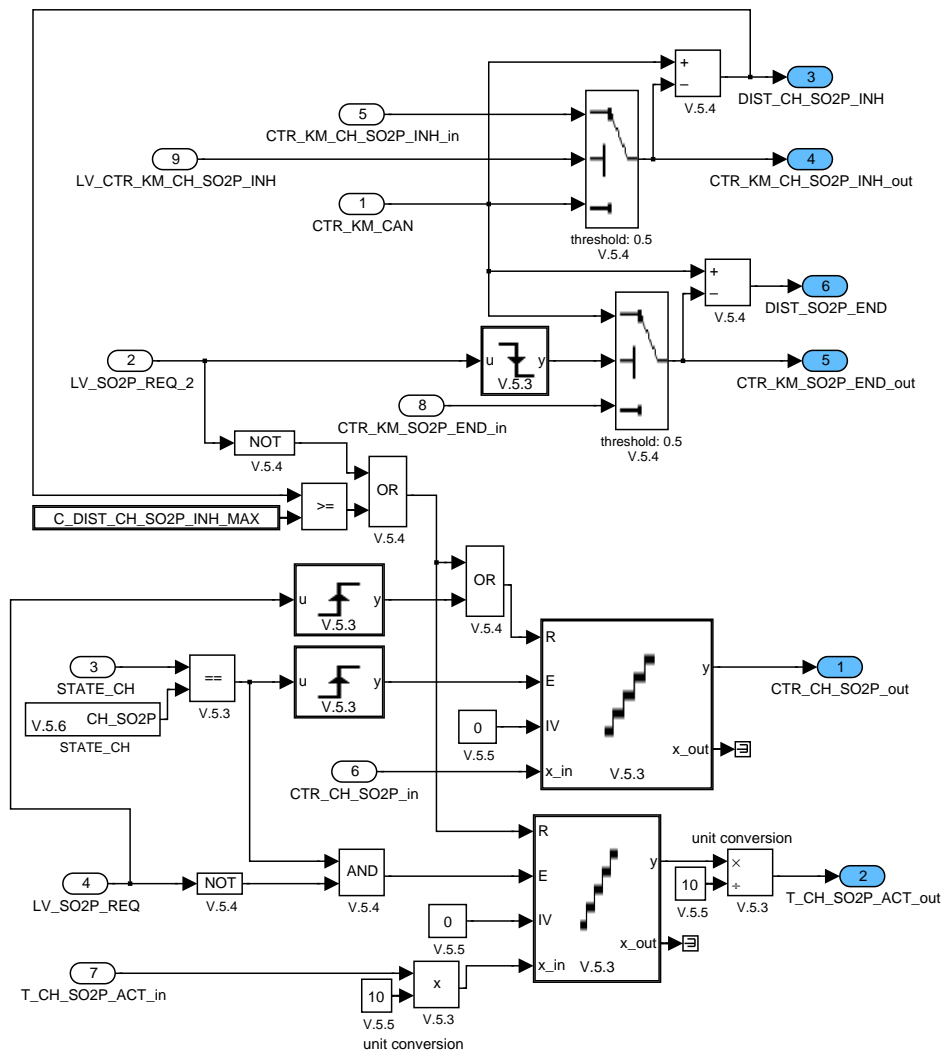 +
−
V.5.4
3
DIST_CH_SO2P_INH
5
CTR_KM_CH_SO2P_INH_in
9
LV_CTR_KM_CH_SO2P_INH
4
CTR_KM_CH_SO2P_INH_out
1
CTR_KM_CAN
threshold: 0.5
V.5.4
+
−
V.5.4
6
DIST_SO2P_END
2
LV_SO2P_REQ_2
u
y
V.5.3
5
CTR_KM_SO2P_END_out
8
CTR_KM_SO2P_END_in
threshold: 0.5
V.5.4
NOT
V.5.4
OR
V.5.4
C_DIST_CH_SO2P_INH_MAX
>=
OR
V.5.4
u
y
V.5.3
R
E
IV
x_in
y
x_out
V.5.3
1
CTR_CH_SO2P_out
3
STATE_CH
==
V.5.3
u
y
V.5.3
V.5.6
CH_SO2P
STATE_CH
0
V.5.5
6
CTR_CH_SO2P_in
R
E
IV
x_in
y
x_out
V.5.3
unit conversion
×
÷
V.5.3
10
V.5.5
2
T_CH_SO2P_ACT_out
4
LV_SO2P_REQ
NOT
V.5.4
AND
V.5.4
0
V.5.5
7
T_CH_SO2P_ACT_in
10
V.5.5
x
V.5.3
unit conversion